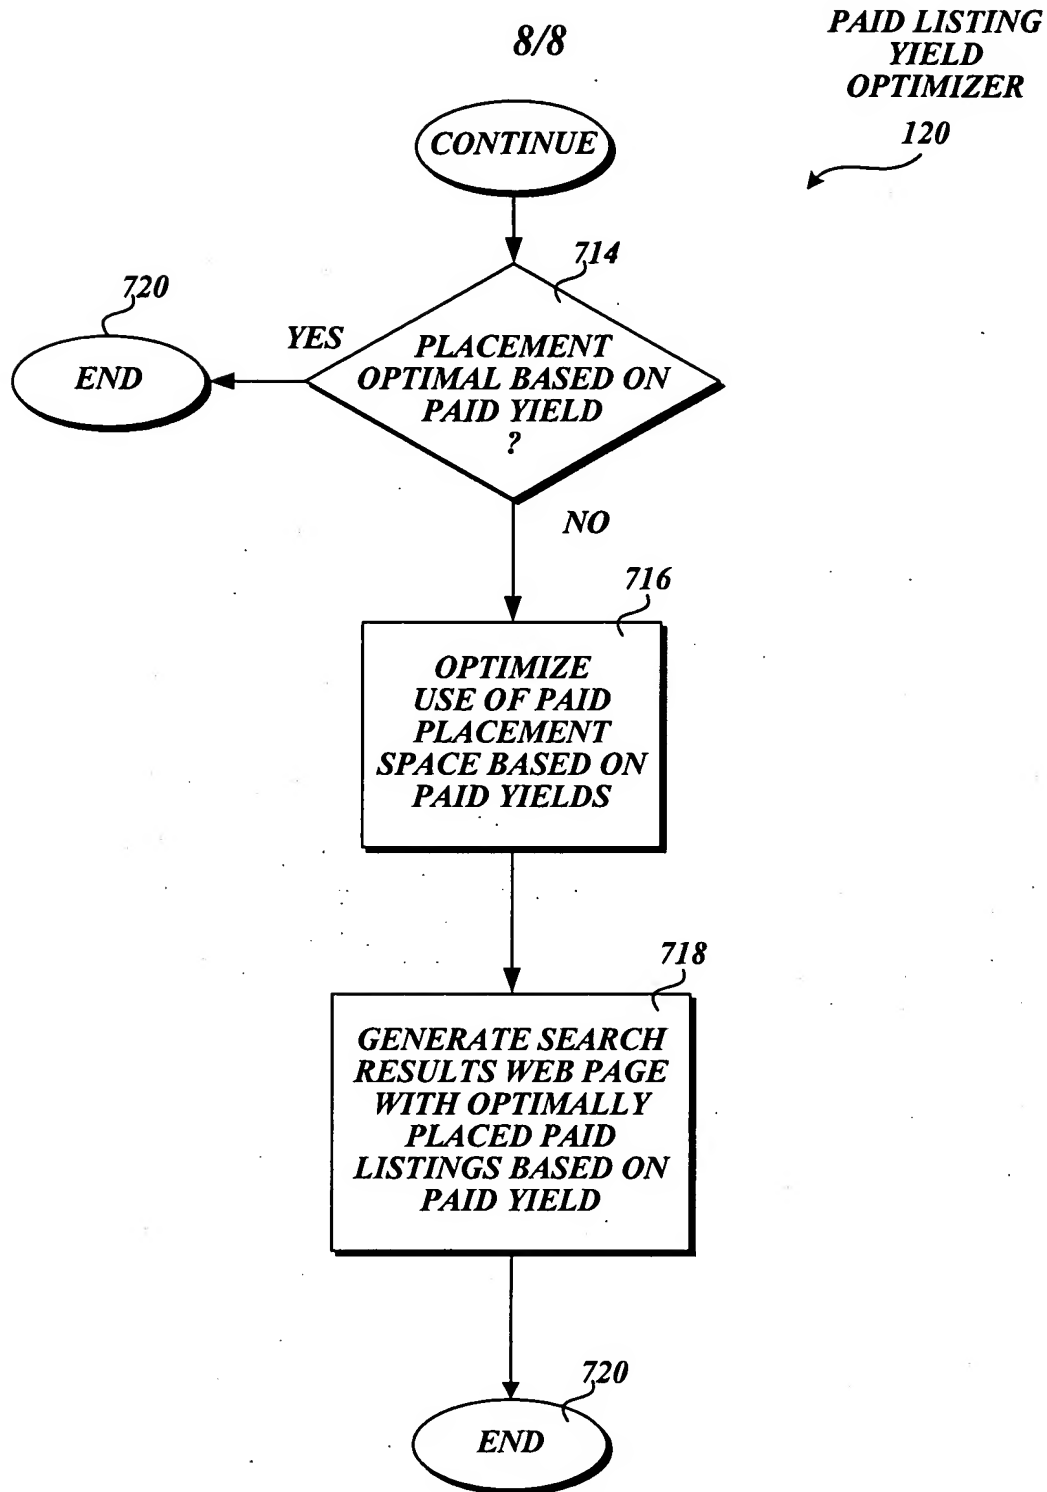 8/8
PAID LISTING
YIELD
OPTIMIZER
120
CONTINUE
714
720
YES
PLACEMENT
OPTIMAL BASED ON
PAID YIELD
?
END
NO
716
OPTIMIZE
USE OF PAID
PLACEMENT
SPACE BASED ON
PAID YIELDS
718
GENERATE SEARCH
RESULTS WEB PAGE
WITH OPTIMALLY
PLACED PAID
LISTINGS BASED ON
PAID YIELD
720
END